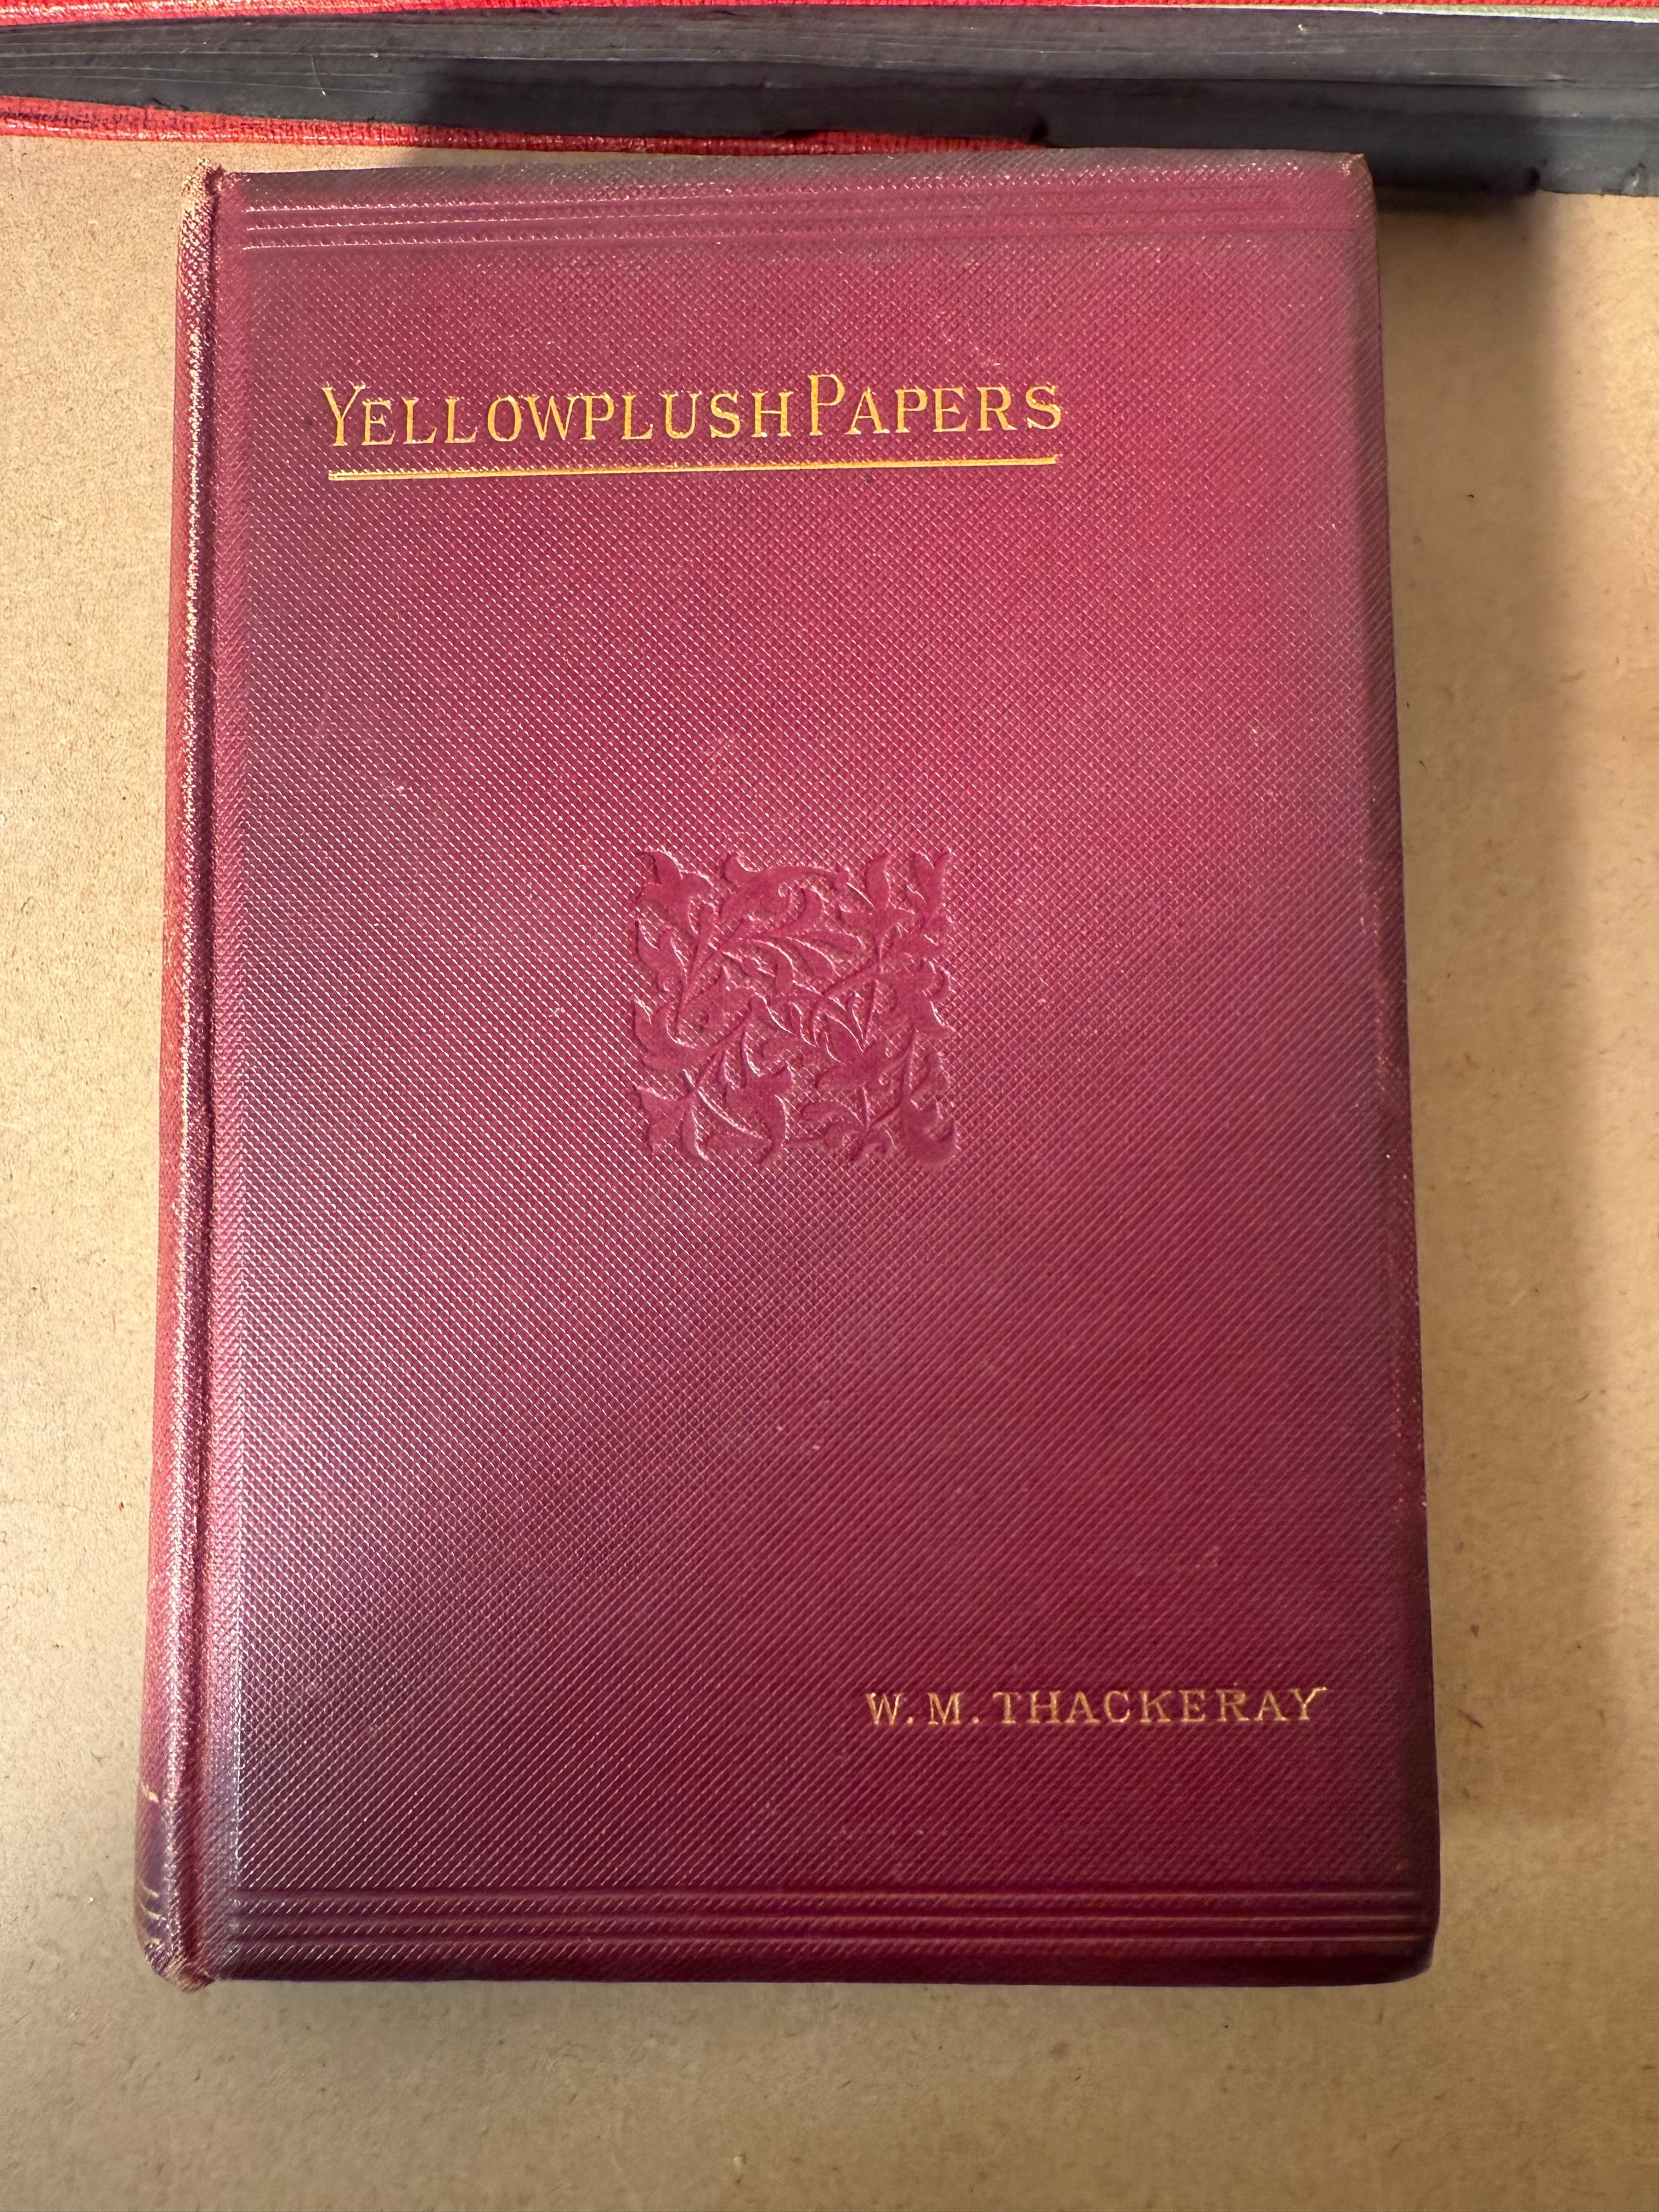 YELLOWPLUSH PAPERS
W. M. THACKERAY